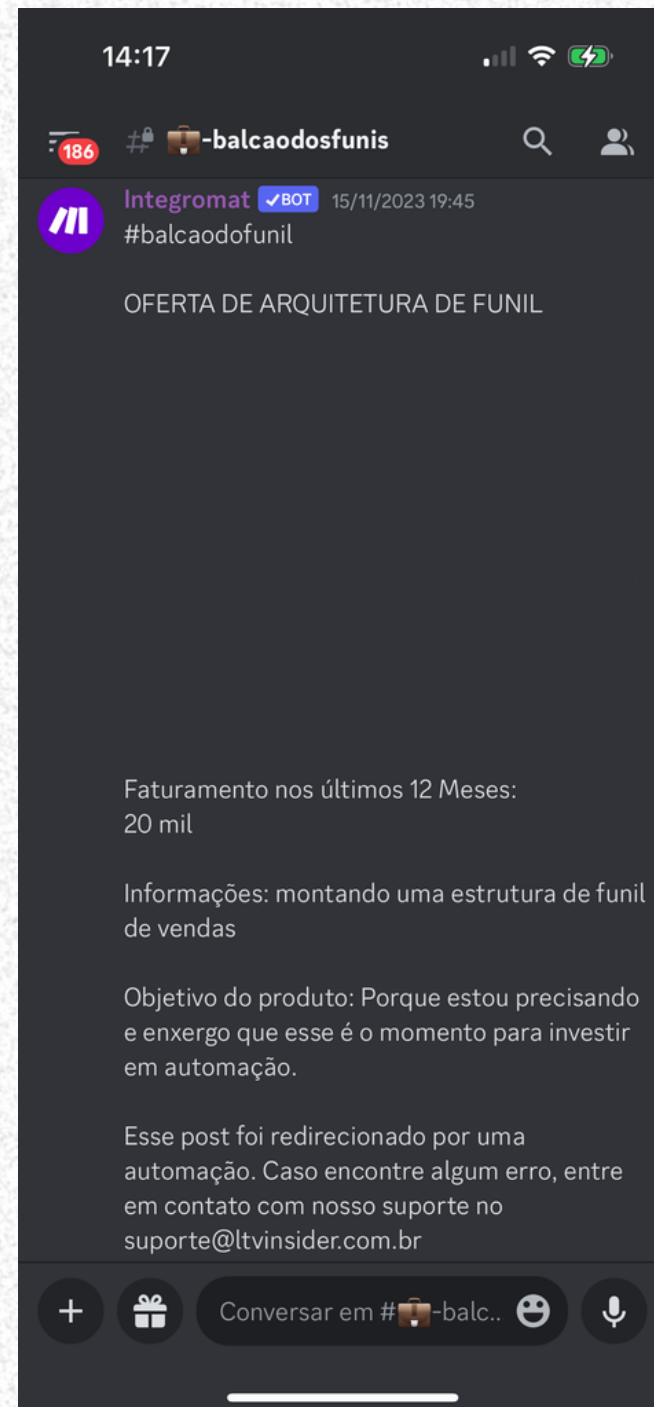 14:17
186
# 💼-balcaodosfunis
Integromat ✓BOT 15/11/2023 19:45
#balcaodofunil
OFERTA DE ARQUITETURA DE FUNIL
Faturamento nos últimos 12 Meses:
20 mil
Informações: montando uma estrutura de funil
de vendas
Objetivo do produto: Porque estou precisando
e enxergo que esse é o momento para investir
em automação.
Esse post foi redirecionado por uma
automação. Caso encontre algum erro, entre
em contato com nosso suporte no
suporte@ltvinsider.com.br
Conversar em #💼-balc..